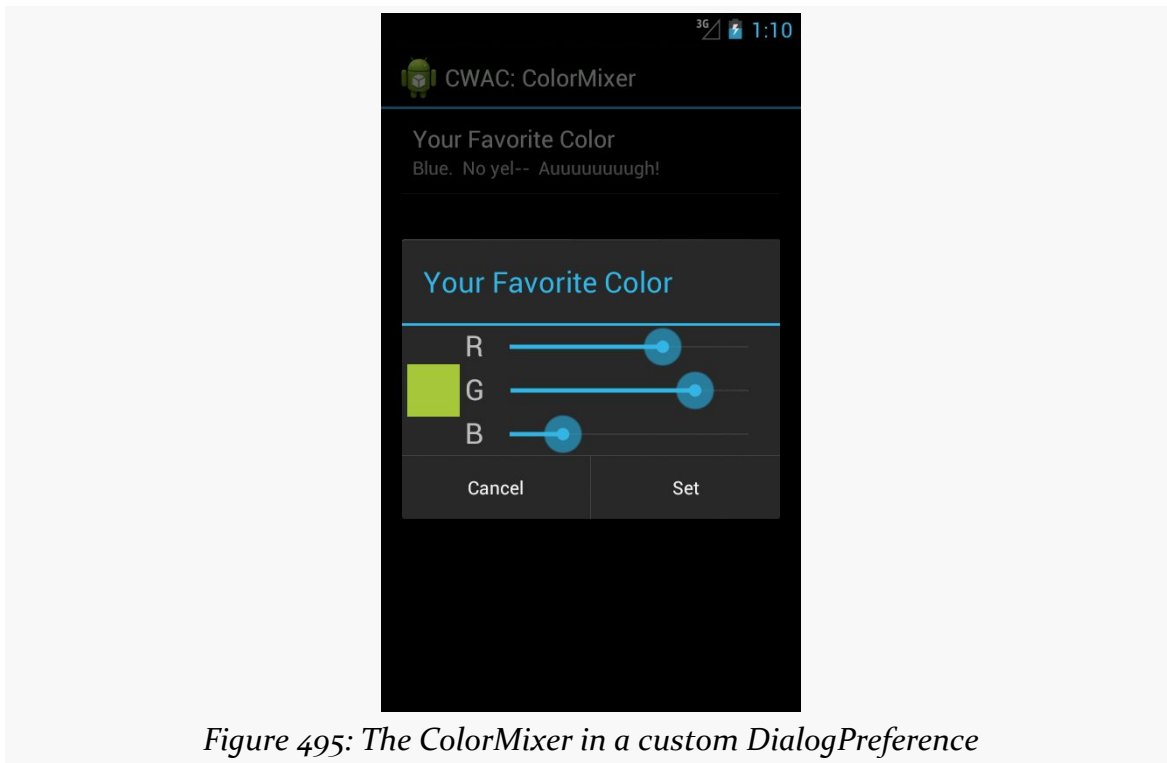 3G 1:10
CWAC: ColorMixer
Your Favorite Color
Blue. No yel-- Auuuuuuuugh!
Your Favorite Color
R
G
B
Cancel Set
Figure 495: The ColorMixer in a custom DialogPreference